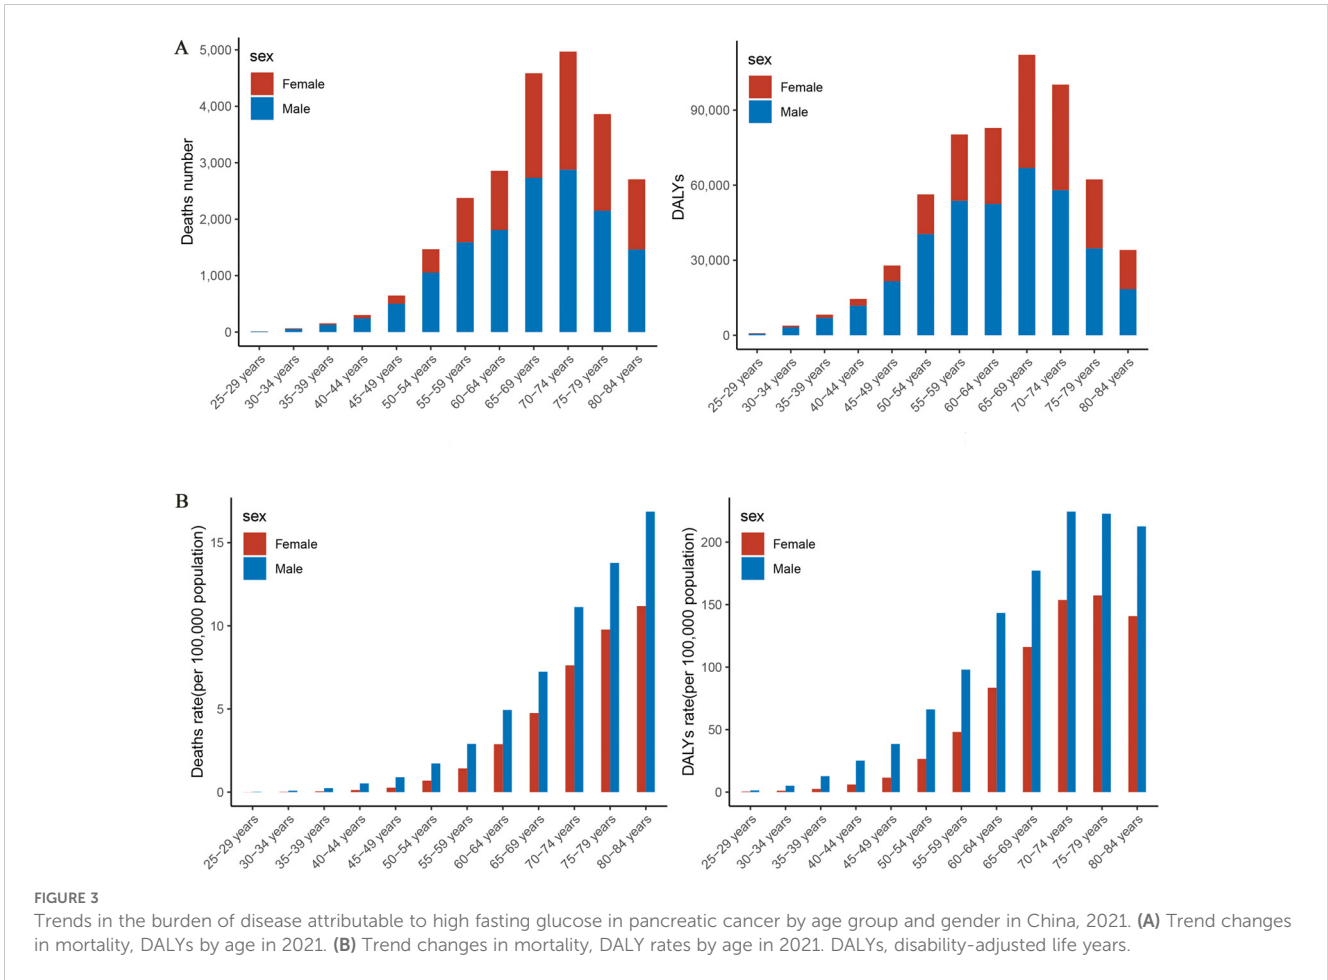 A
sex
Female
Male
Deaths number
5,000
4,000
3,000
2,000
1,000
0
25–29 years
30–34 years
35–39 years
40–44 years
45–49 years
50–54 years
55–59 years
60–64 years
65–69 years
70–74 years
75–79 years
80–84 years
sex
Female
Male
DALYs
90,000
60,000
30,000
0
25–29 years
30–34 years
35–39 years
40–44 years
45–49 years
50–54 years
55–59 years
60–64 years
65–69 years
70–74 years
75–79 years
80–84 years
B
sex
Female
Male
Deaths rate(per 100,000 population)
15
10
5
0
25–29 years
30–34 years
35–39 years
40–44 years
45–49 years
50–54 years
55–59 years
60–64 years
65–69 years
70–74 years
75–79 years
80–84 years
sex
Female
Male
DALYs rate(per 100,000 population)
200
150
100
50
0
25–29 years
30–34 years
35–39 years
40–44 years
45–49 years
50–54 years
55–59 years
60–64 years
65–69 years
70–74 years
75–79 years
80–84 years
FIGURE 3
Trends in the burden of disease attributable to high fasting glucose in pancreatic cancer by age group and gender in China, 2021. (A) Trend changes
in mortality, DALYs by age in 2021. (B) Trend changes in mortality, DALY rates by age in 2021. DALYs, disability-adjusted life years.